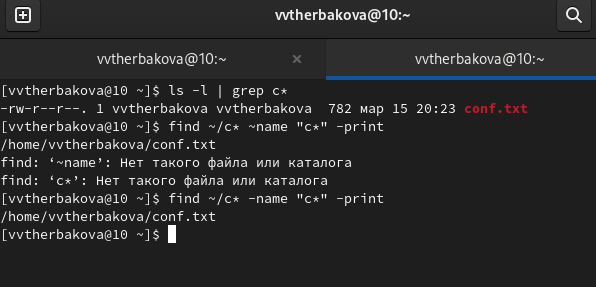 vvtherbakova@10:~
vvtherbakova@10:~ × vvtherbakova@10:~
[vvtherbakova@10 ~]$ ls -l | grep c*
-rw-r--r--. 1 vvtherbakova vvtherbakova  782 мар 15 20:23 conf.txt
[vvtherbakova@10 ~]$ find ~/c* ~name "c*" -print
/home/vvtherbakova/conf.txt
find: ‘~name’: Нет такого файла или каталога
find: ‘c*’: Нет такого файла или каталога
[vvtherbakova@10 ~]$ find ~/c* -name "c*" -print
/home/vvtherbakova/conf.txt
[vvtherbakova@10 ~]$